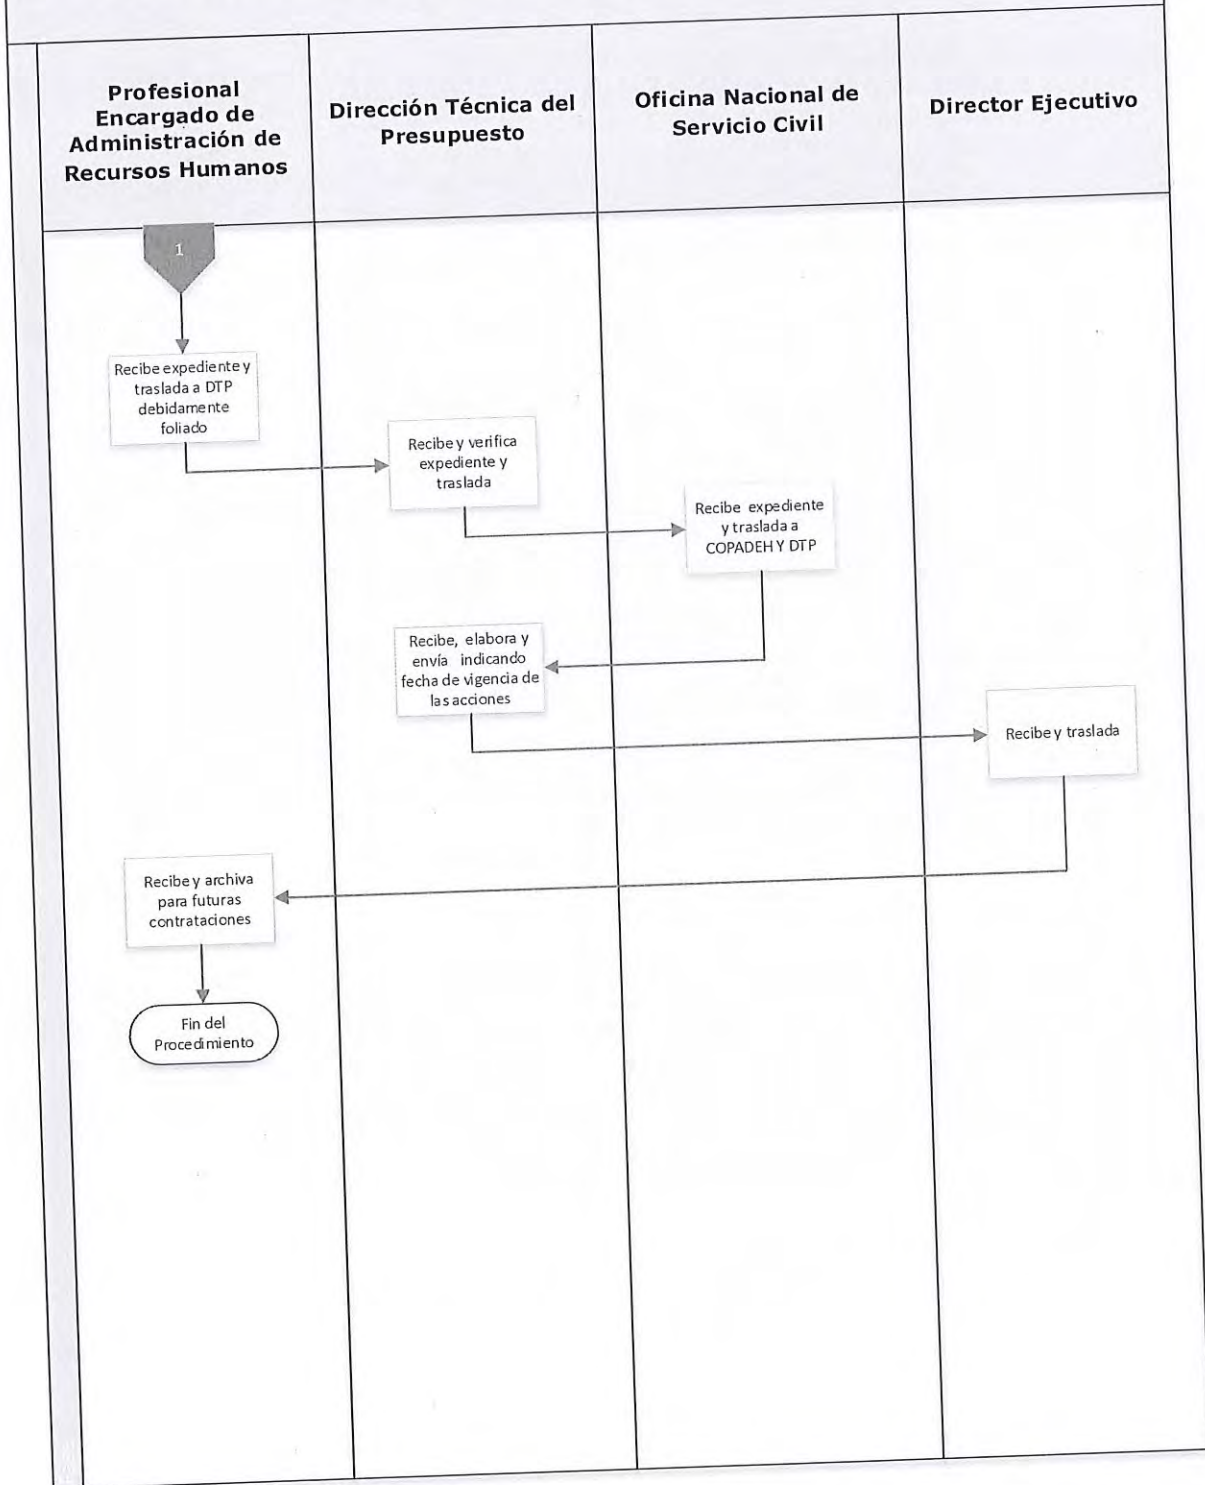 Profesional
Encargado de
Administración de
Recursos Humanos
Dirección Técnica del
Presupuesto
Oficina Nacional de
Servicio Civil
Director Ejecutivo
1
Recibe expediente y
traslada a DTP
debidamente
foliado
Recibe y verifica
expediente y
traslada
Recibe expediente
y traslada a
COPADEH Y DTP
Recibe, elabora y
envía indicando
fecha de vigencia de
las acciones
Recibe y traslada
Recibe y archiva
para futuras
contrataciones
Fin del
Procedimiento